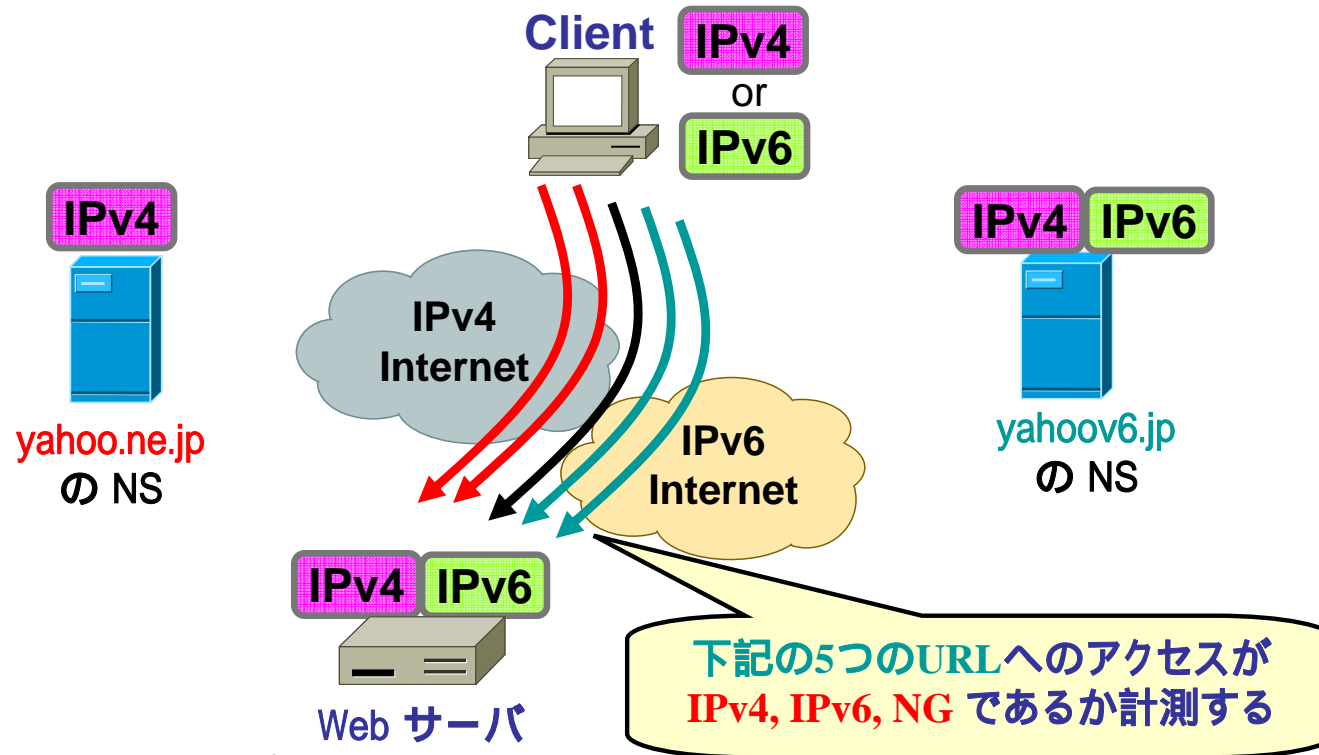 Client
IPv4
or
IPv6
IPv4
yahoo.ne.jp
の NS
IPv4
Internet
IPv6
Internet
IPv4 IPv6
yahoov6.jp
の NS
IPv4 IPv6
Web サーバ
下記の5つのURLへのアクセスが
IPv4, IPv6, NG であるか計測する